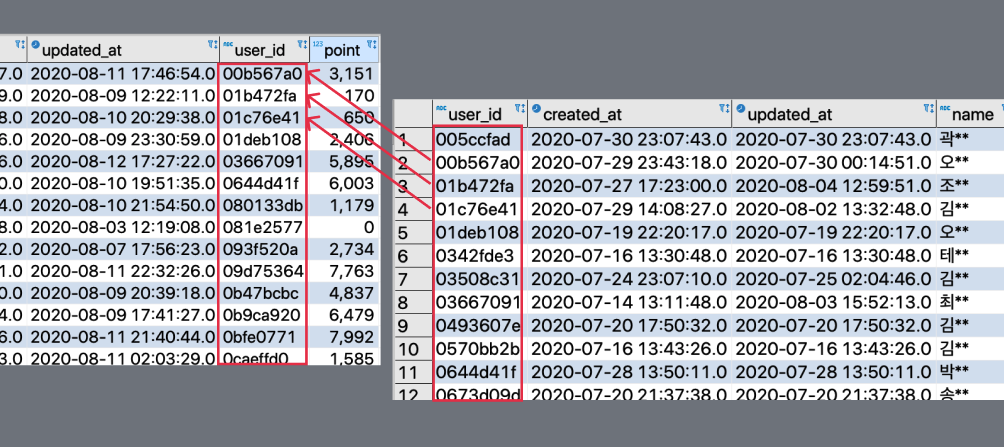 updated_at ABC user_id 123 point
7.0 2020-08-11 17:46:54.0 00b567a0 3,151
9.0 2020-08-09 12:22:11.0 01b472fa 170
8.0 2020-08-10 20:29:38.0 01c76e41 650
.0 2020-08-09 23:30:59.0 01deb108 2,406
6.0 2020-08-12 17:27:22.0 03667091 5,895
0.0 2020-08-10 19:51:35.0 0644d41f 6,003
4.0 2020-08-10 21:54:50.0 080133db 1,179
8.0 2020-08-03 12:19:08.0 081e2577 0
2.0 2020-08-07 17:56:23.0 093f520a 2,734
1.0 2020-08-11 22:32:26.0 09d75364 7,763
0.0 2020-08-09 20:39:18.0 0b47bcbc 4,837
4.0 2020-08-09 17:41:27.0 0b9ca920 6,479
6.0 2020-08-11 21:40:44.0 0bfe0771 7,992
3.0 2020-08-11 02:03:29.0 0caeffd0 1,585
ABC user_id created_at updated_at ABC name
1 005ccfad 2020-07-30 23:07:43.0 2020-07-30 23:07:43.0 곽**
2 00b567a0 2020-07-29 23:43:18.0 2020-07-30 00:14:51.0 오**
3 01b472fa 2020-07-27 17:23:00.0 2020-08-04 12:59:51.0 조**
4 01c76e41 2020-07-29 14:08:27.0 2020-08-02 13:32:48.0 김**
5 01deb108 2020-07-19 22:20:17.0 2020-07-19 22:20:17.0 오**
6 0342fde3 2020-07-16 13:30:48.0 2020-07-16 13:30:48.0 테**
7 03508c31 2020-07-24 23:07:10.0 2020-07-25 02:04:46.0 김**
8 03667091 2020-07-14 13:11:48.0 2020-08-03 15:52:13.0 최**
9 0493607e 2020-07-20 17:50:32.0 2020-07-20 17:50:32.0 김**
10 0570bb2b 2020-07-16 13:43:26.0 2020-07-16 13:43:26.0 김**
11 0644d41f 2020-07-28 13:50:11.0 2020-07-28 13:50:11.0 박**
12 0673d09d 2020-07-20 21:37:38.0 2020-07-20 21:37:38.0 송**